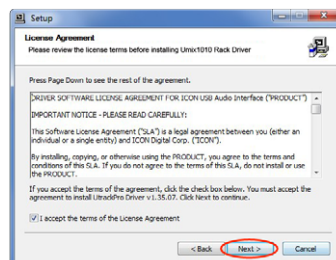 Setup
License Agreement
Please review the license terms before installing Umix1010 Rack Driver
Press Page Down to see the rest of the agreement.
DRIVER SOFTWARE LICENSE AGREEMENT FOR ICON USB Audio Interface ("PRODUCT")
IMPORTANT NOTICE - PLEASE READ CAREFULLY:
This Software License Agreement ("SLA") is a legal agreement between you (either an
individual or a single entity) and ICON Digital Corp. ("ICON").
By installing, copying, or otherwise using the PRODUCT, you agree to the terms and
conditions of this SLA. If you do not agree to the terms of this SLA, do not install or use
the PRODUCT.
If you accept the terms of the agreement, click the check box below. You must accept the
agreement to install UtrackPro Driver v1.35.07. Click Next to continue.
I accept the terms of the License Agreement
< Back
Next >
Cancel